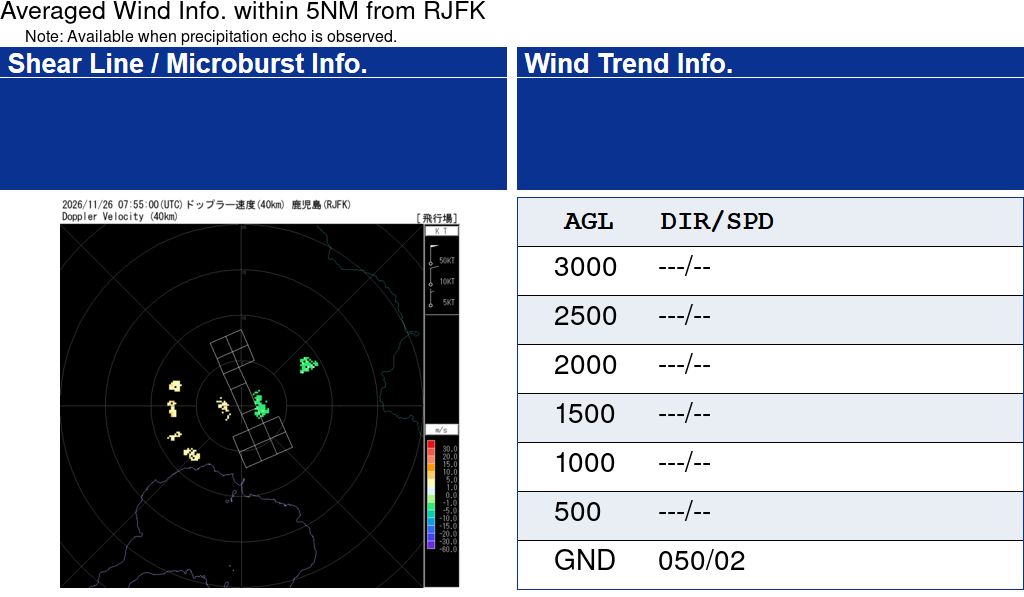 Averaged Wind Info. within 5NM from RJFK
Note: Available when precipitation echo is observed.
Shear Line / Microburst Info.
Wind Trend Info.
2026/11/26 07:55:00(UTC) ドップラー速度(40km) 鹿児島(RJFK)
Doppler Velocity (40km)
[飛行場]
K T
50KT
10KT
5KT
m/s
30.0
20.0
15.0
10.0
5.0
1.0
0.0
-1.0
-5.0
-10.0
-15.0
-20.0
-30.0
-60.0
AGL DIR/SPD
3000 ---/--
2500 ---/--
2000 ---/--
1500 ---/--
1000 ---/--
500 ---/--
GND 050/02